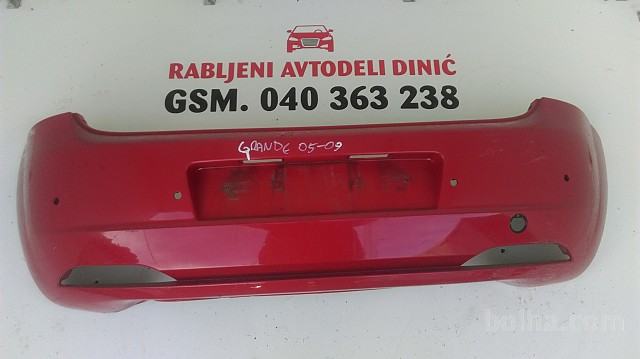 RABLJENI AVTODELI DINIĆ
GSM. 040 363 238
GRANDE 05-09
bolha.com